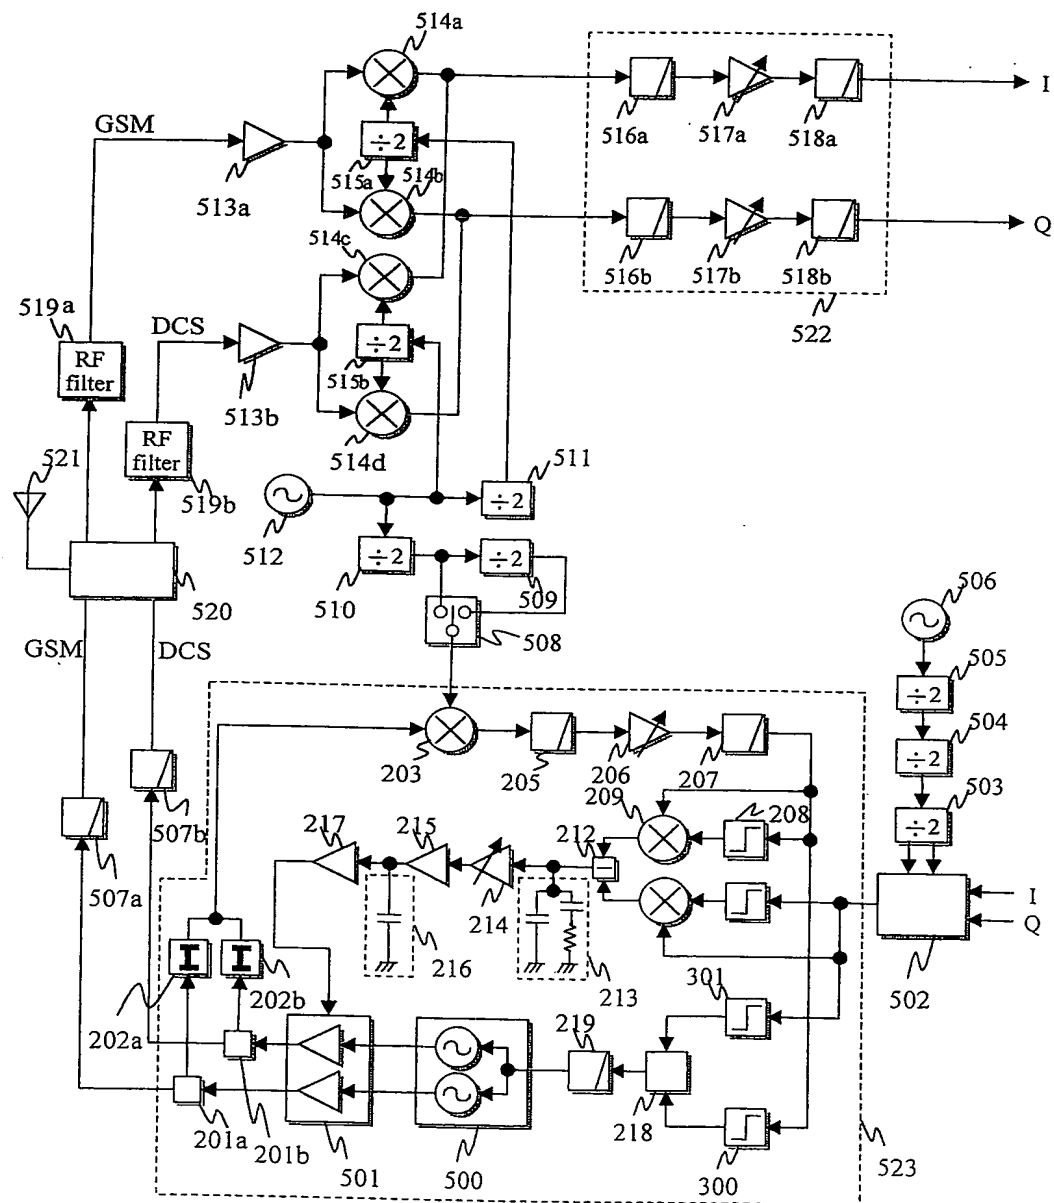 514a
I
GSM
÷2
515a
514b
516a
517a
518a
513a
Q
514c
516b
517b
518b
519a
DCS
÷2
522
RF
filter
515b
513b
RF
filter
514d
521
519b
511
÷2
512
÷2
÷2
510
509
506
520
508
GSM
DCS
505
÷2
504
÷2
203
205
206
207
503
÷2
209
208
507b
217
215
212
507a
214
I
Q
216
213
301
502
202b
202a
219
218
201a
201b
501
500
300
523